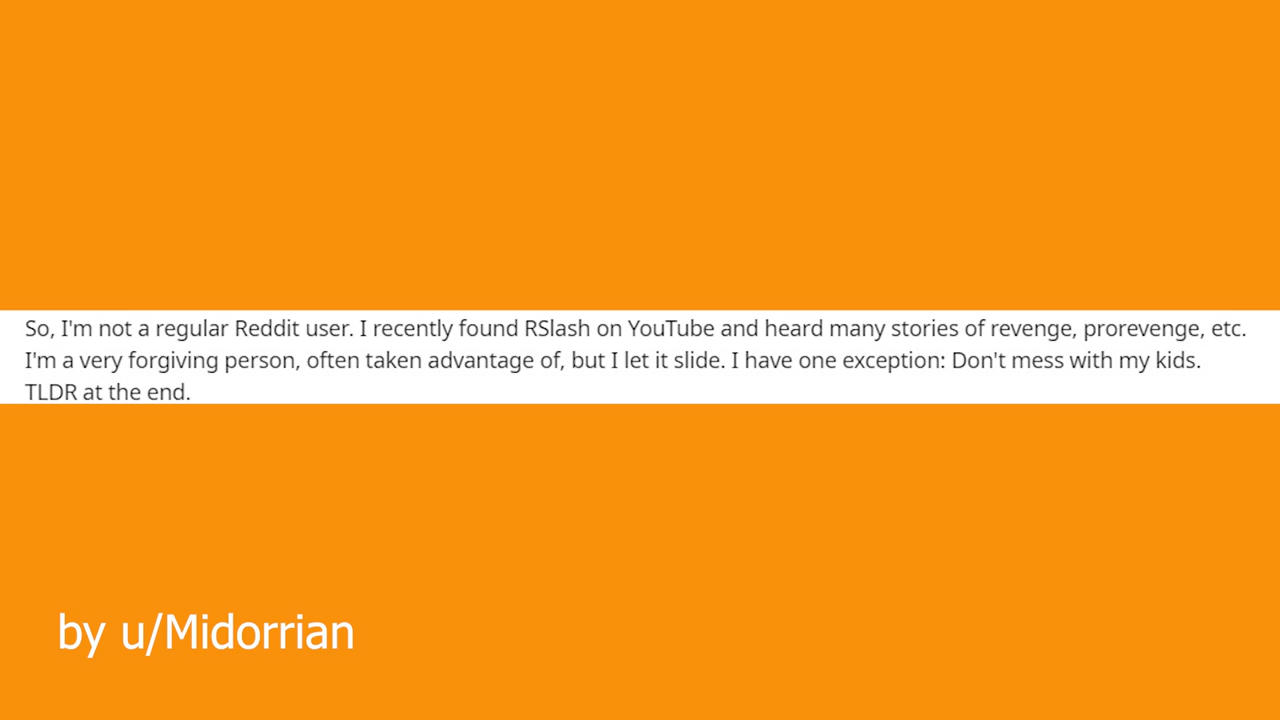 So, I'm not a regular Reddit user. I recently found RSlash on YouTube and heard many stories of revenge, prorevenge, etc.
I'm a very forgiving person, often taken advantage of, but I let it slide. I have one exception: Don't mess with my kids.
TLDR at the end.
by u/Midorrian